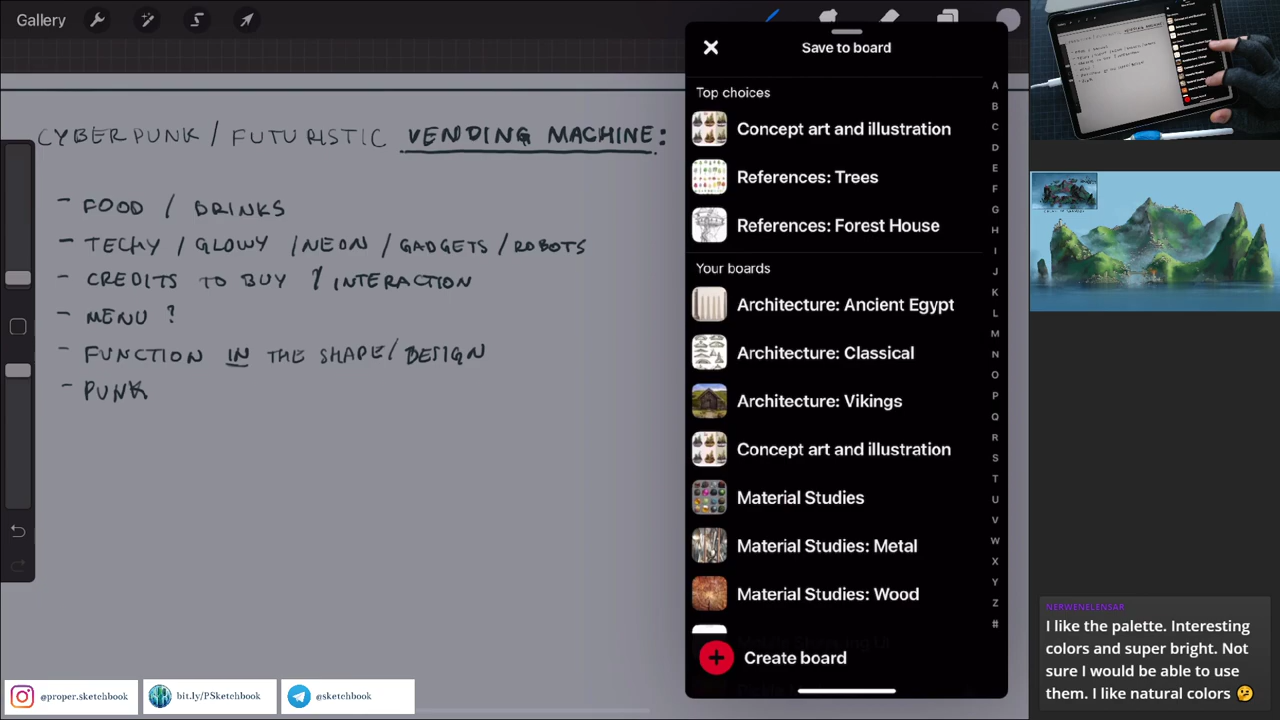 Gallery
CYBERPUNK / FUTURISTIC VENDING MACHINE:
- FOOD / DRINKS
- TECHY / GLOWY / NEON / GADGETS / ROBOTS
- CREDITS TO BUY / INTERACTION
- MENU ?
- FUNCTION IN THE SHAPE / DESIGN
- PUNK
Save to board
Top choices
Concept art and illustration
References: Trees
References: Forest House
Your boards
Architecture: Ancient Egypt
Architecture: Classical
Architecture: Vikings
Concept art and illustration
Material Studies
Material Studies: Metal
Material Studies: Wood
Create board
A
B
C
D
E
F
G
H
I
J
K
L
M
N
O
P
Q
R
S
T
U
V
W
X
Y
Z
#
NERWENELENSAR
I like the palette. Interesting
colors and super bright. Not
sure I would be able to use
them. I like natural colors 🤔
@proper.sketchbook
bit.ly/PSketchbook
@sketchbook